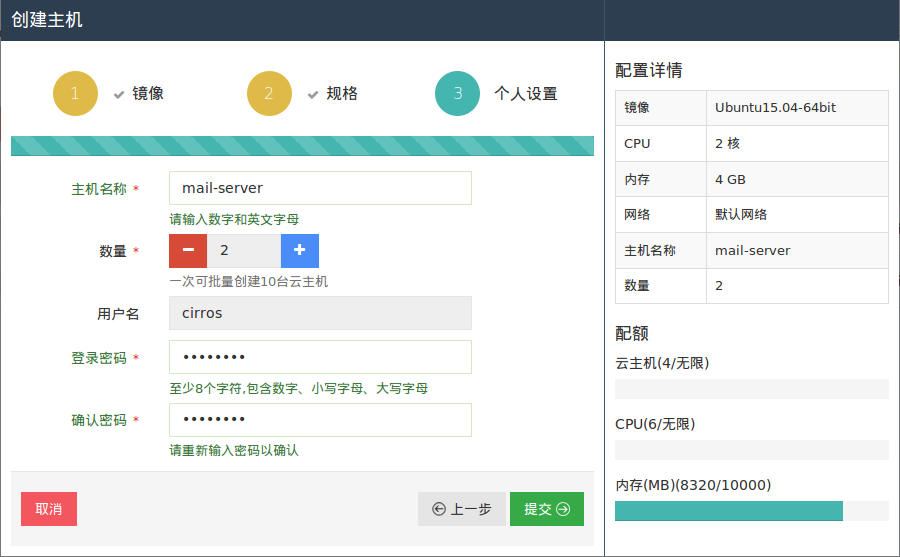 创建主机
1 镜像 2 规格 3 个人设置
主机名称 * mail-server
请输入数字和英文字母
数量 * − 2 +
一次可批量创建10台云主机
用户名 cirros
登录密码 * ••••••••
至少8个字符,包含数字、小写字母、大写字母
确认密码 * ••••••••
请重新输入密码以确认
取消 上一步 提交
配置详情
镜像 Ubuntu15.04-64bit
CPU 2 核
内存 4 GB
网络 默认网络
主机名称 mail-server
数量 2
配额
云主机(4/无限)
CPU(6/无限)
内存(MB)(8320/10000)